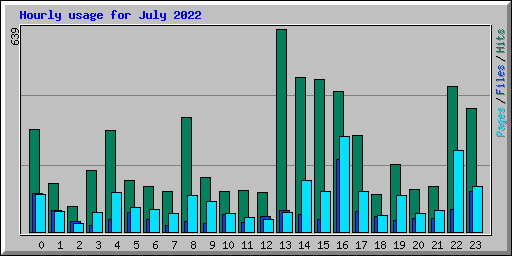 Hourly usage for July 2022
639
Pages / Files / Hits
0 1 2 3 4 5 6 7 8 9 10 11 12 13 14 15 16 17 18 19 20 21 22 23